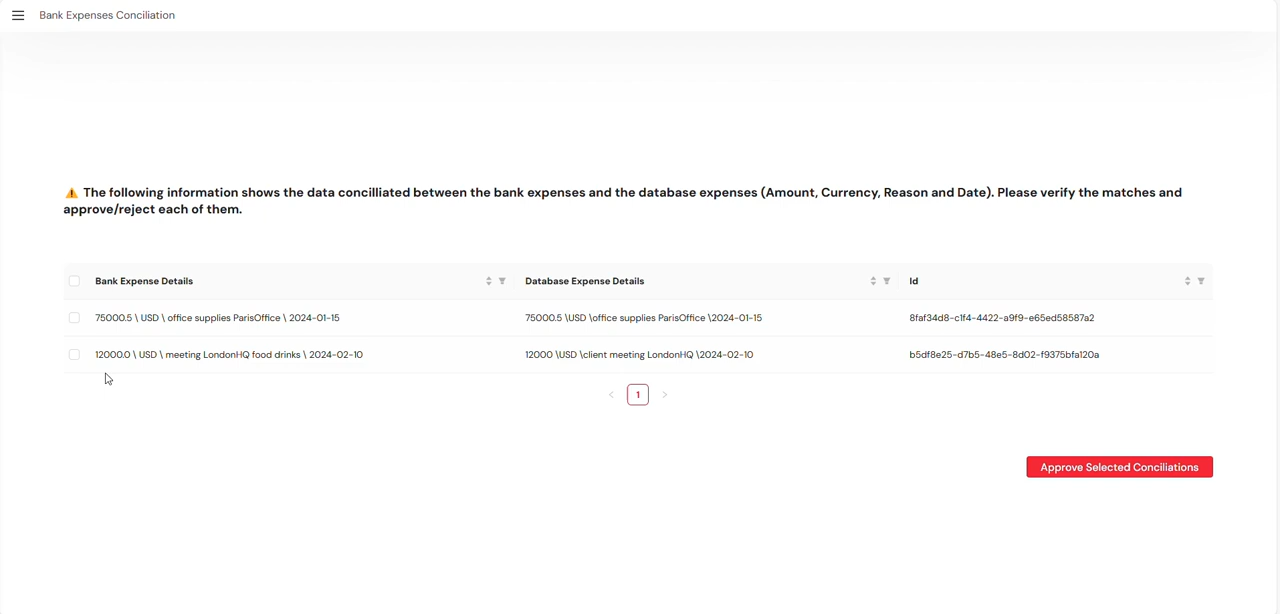 Bank Expenses Conciliation
⚠️ The following information shows the data concilliated between the bank expenses and the database expenses (Amount, Currency, Reason and Date). Please verify the matches and
approve/reject each of them.
Bank Expense Details Database Expense Details Id
75000.5 \ USD \ office supplies ParisOffice \ 2024-01-15 75000.5 \USD \office supplies ParisOffice \2024-01-15 8faf34d8-c1f4-4422-a9f9-e65ed58587a2
12000.0 \ USD \ meeting LondonHQ food drinks \ 2024-02-10 12000 \USD \client meeting LondonHQ \2024-02-10 b5df8e25-d7b5-48e5-8d02-f9375bfa120a
< 1 >
Approve Selected Conciliations